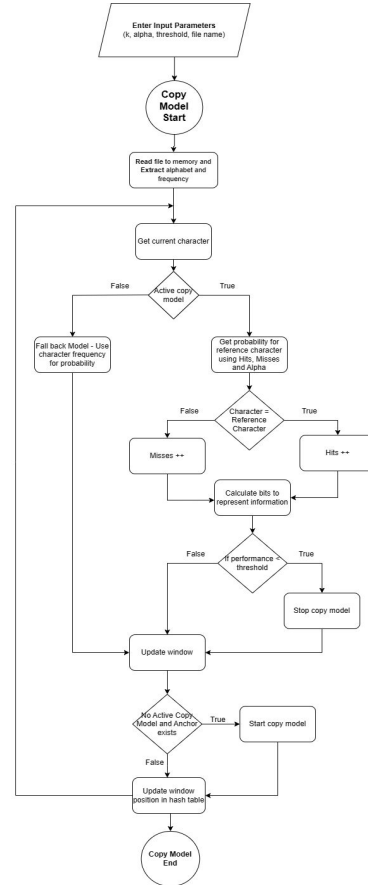 Enter Input Parameters
(k, alpha, threshold, file name)
Copy
Model
Start
Read file to memory and
Extract alphabet and
frequency
Get current character
False
True
Active copy
model
Fall back Model - Use
character frequency
for probability
Get probability for
reference character
using Hits, Misses
and Alpha
False
True
Character =
Reference
Character
Misses ++
Hits ++
Calculate bits to
represent information
False
True
If performance <
threshold
Stop copy model
Update window
No Active Copy
Model and Anchor
exists
True
Start copy model
False
Update window
position in hash table
Copy Model
End